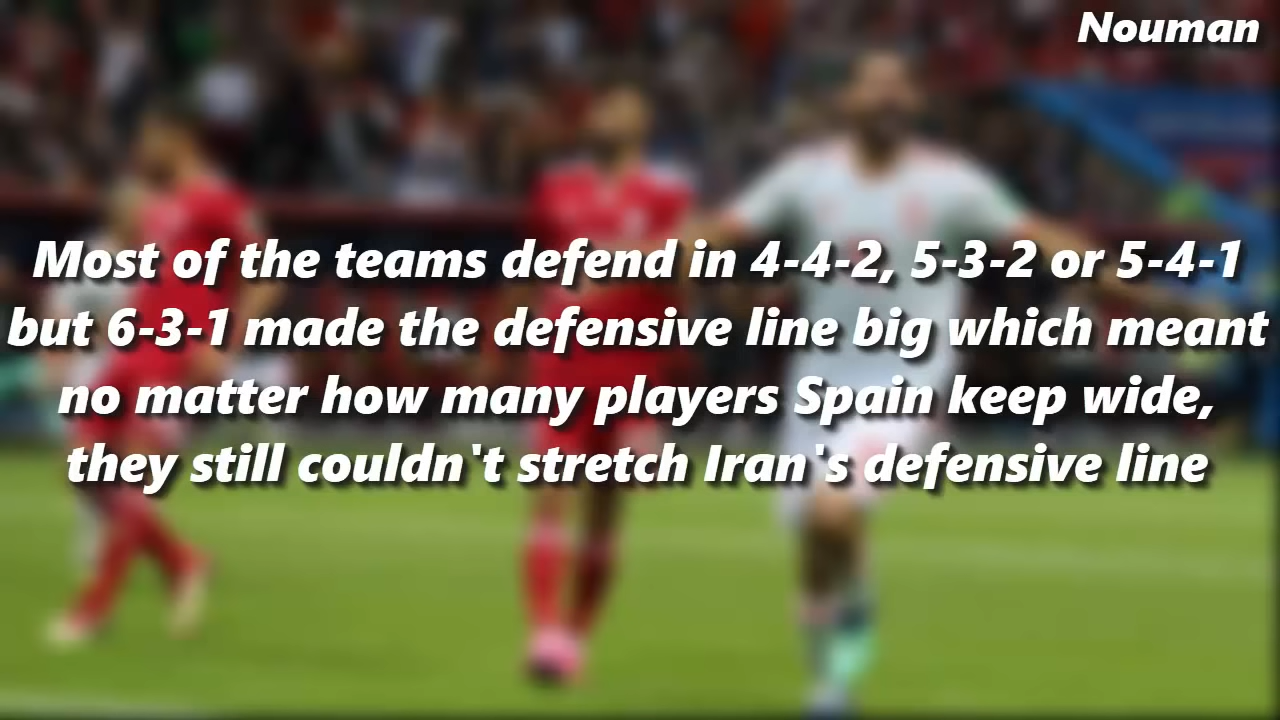 Nouman
Most of the teams defend in 4-4-2, 5-3-2 or 5-4-1
but 6-3-1 made the defensive line big which meant
no matter how many players Spain keep wide,
they still couldn't stretch Iran's defensive line